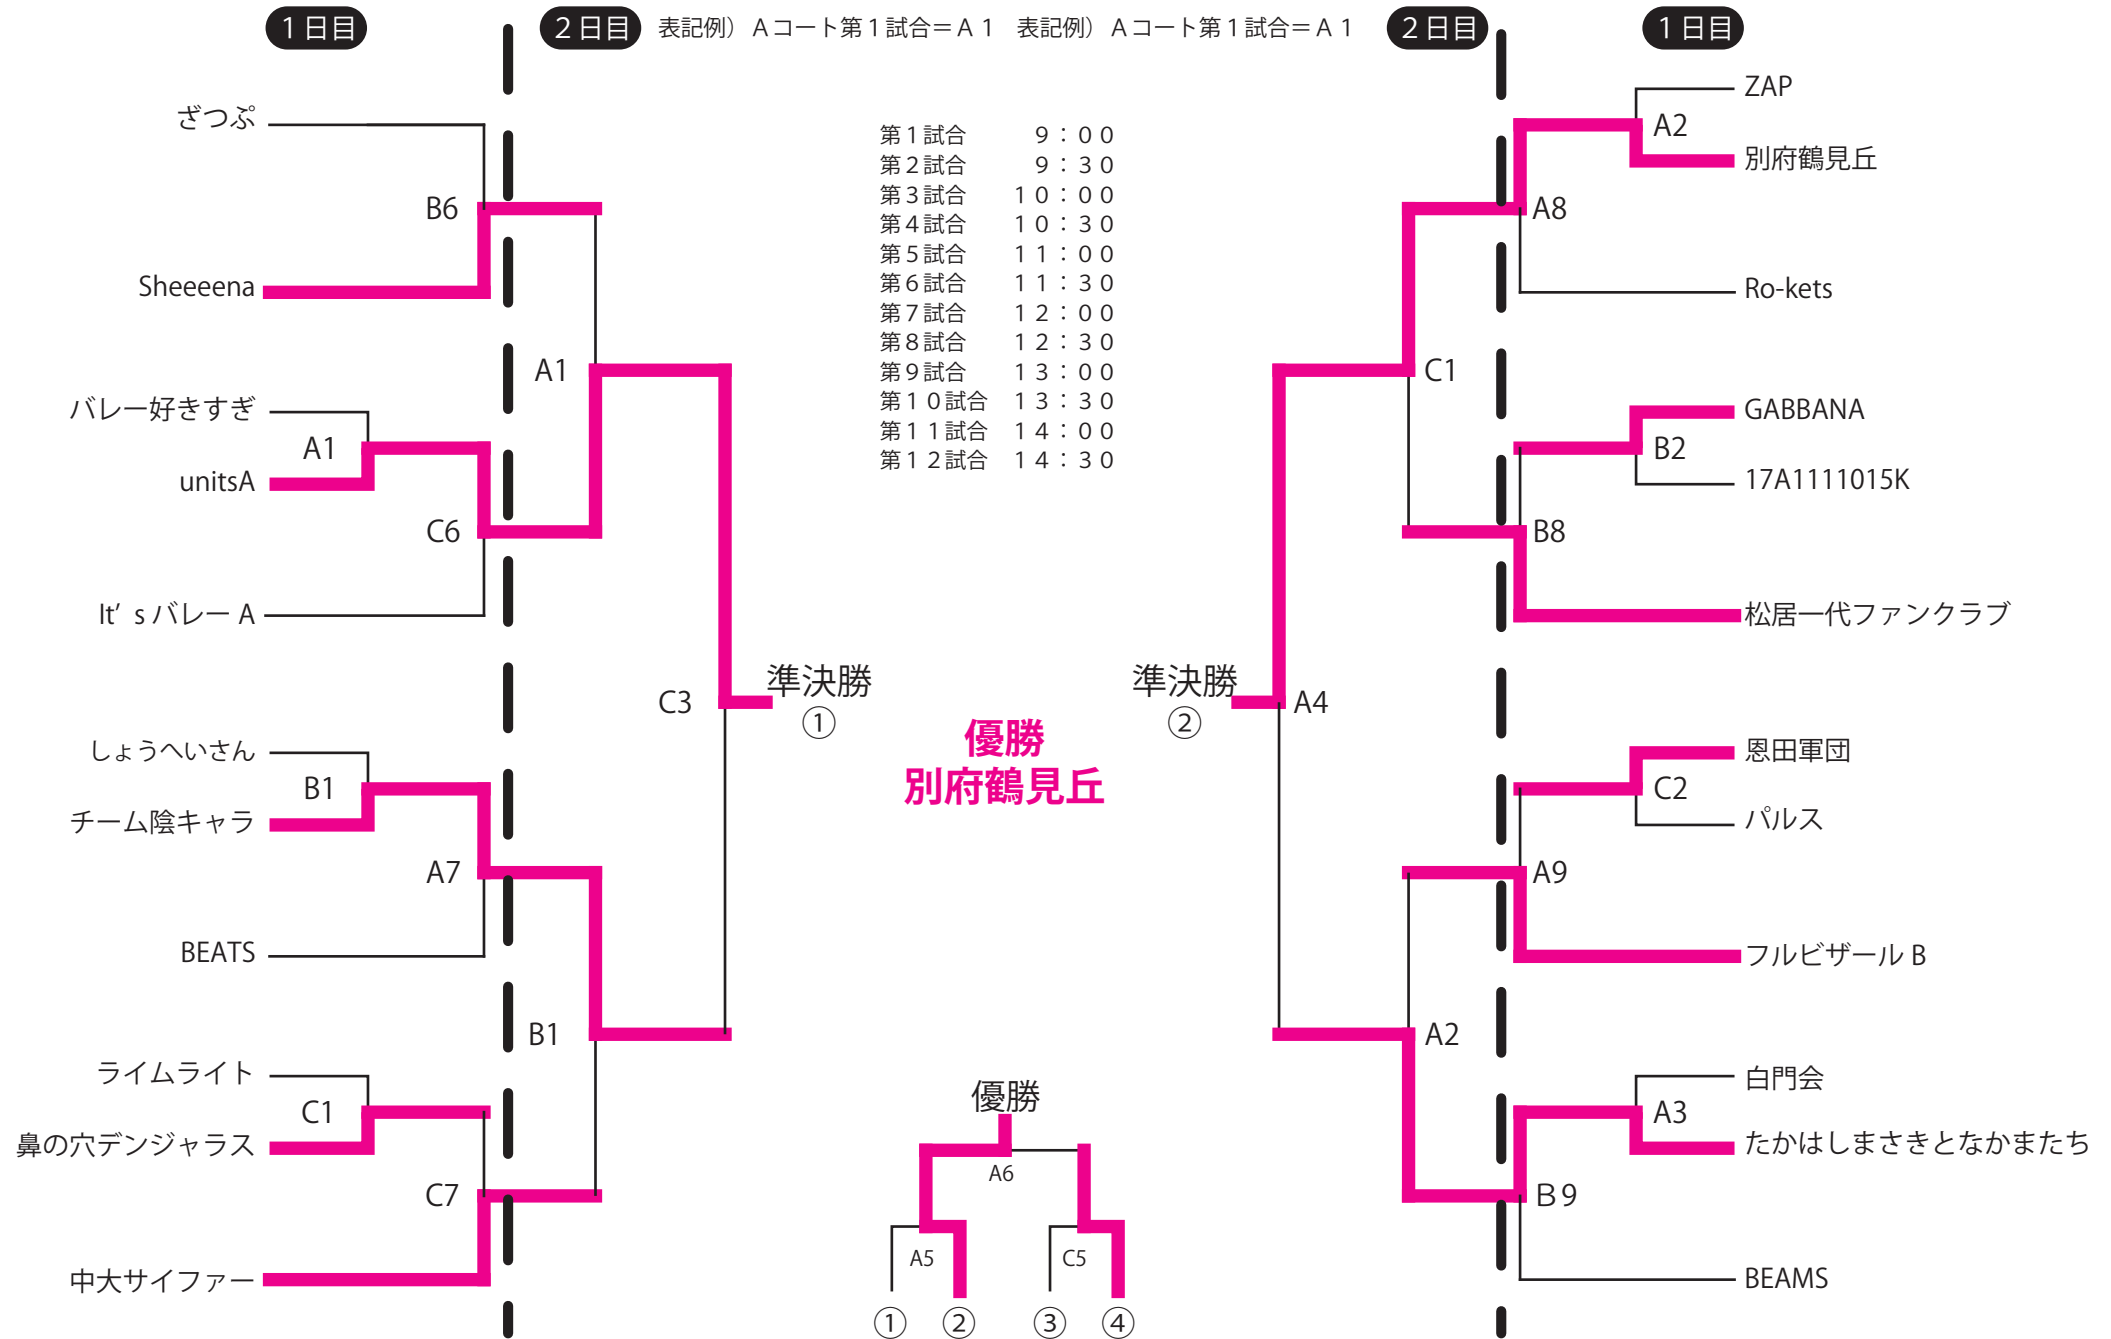 １日目
２日目
表記例）Ａコート第１試合＝Ａ１
表記例）Ａコート第１試合＝Ａ１
２日目
１日目
ざつぷ
B6
Sheeeena
A1
バレー好きすぎ
A1
unitsA
C6
It’sバレーA
C3
準決勝
①
しょうへいさん
B1
チーム陰キャラ
A7
BEATS
B1
ライムライト
C1
鼻の穴デンジャラス
C7
中大サイファー
第１試合　９：００
第２試合　９：３０
第３試合　１０：００
第４試合　１０：３０
第５試合　１１：００
第６試合　１１：３０
第７試合　１２：００
第８試合　１２：３０
第９試合　１３：００
第１０試合　１３：３０
第１１試合　１４：００
第１２試合　１４：３０
優勝
別府鶴見丘
優勝
A6
A5
C5
①
②
③
④
ZAP
A2
別府鶴見丘
A8
Ro-kets
C1
GABBANA
B2
17A1111015K
B8
松居一代ファンクラブ
準決勝
②
A4
恩田軍団
C2
パルス
A9
フルビザールB
A2
白門会
A3
たかはしまさきとなかまたち
Ｂ9
BEAMS